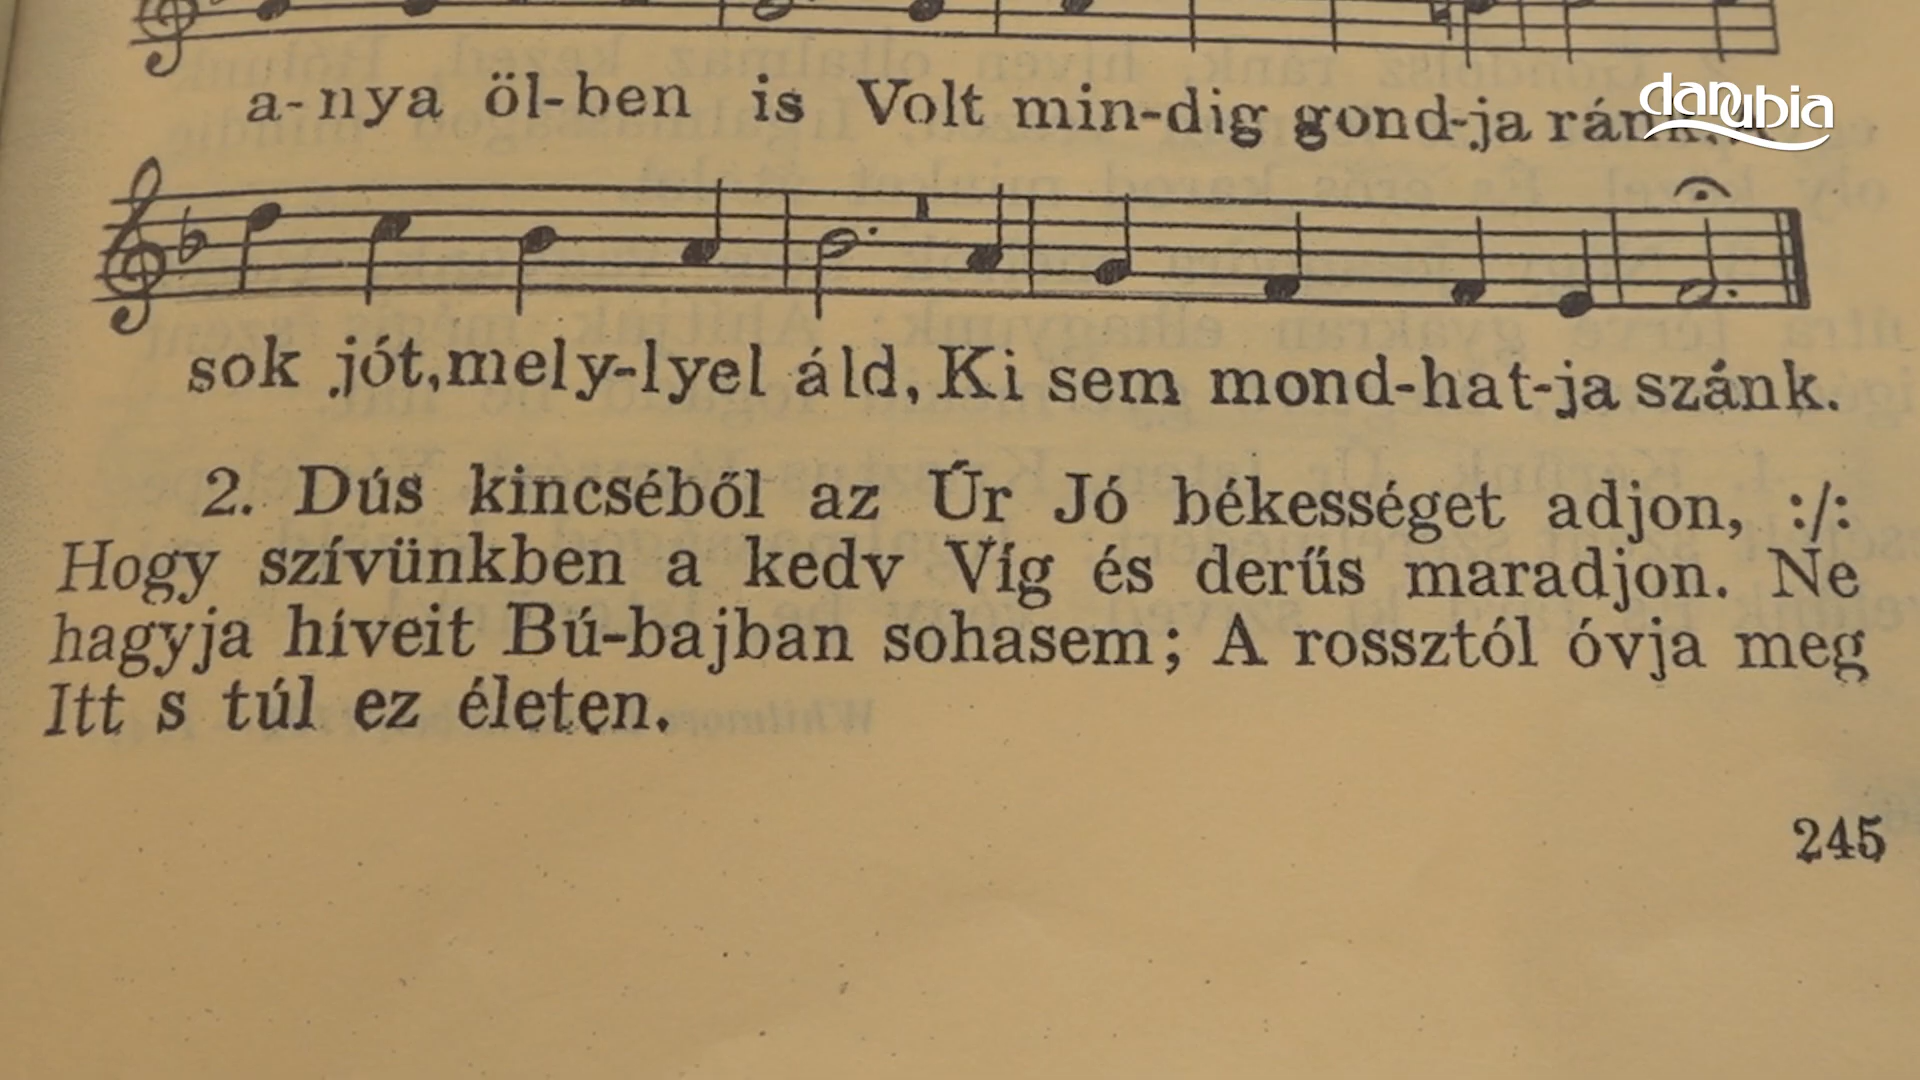 a-nya öl-ben is Volt min-dig gond-ja ránk.
danubia
sok jót, mely-lyel áld, Ki sem mond-hat-ja szánk.
2. Dús kincséből az Úr Jó békességet adjon, :/:
Hogy szívünkben a kedv Víg és derűs maradjon. Ne
hagyja híveit Bú-bajban sohasem; A rossztól óvja meg
Itt s túl ez életen.
245